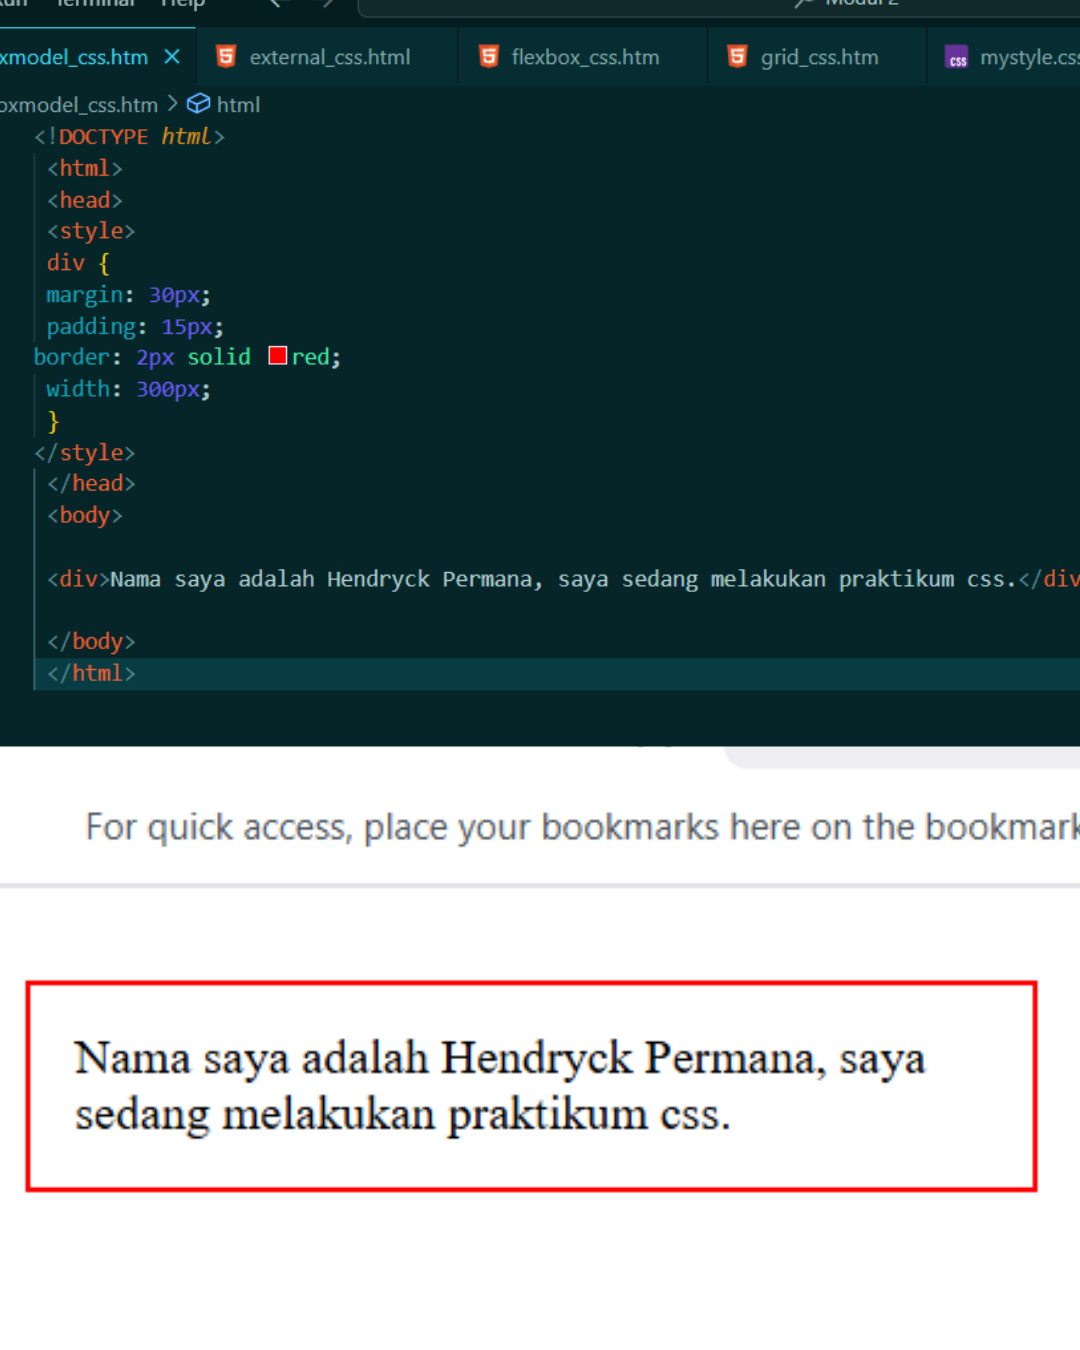 Terminal Help
Modul 2
xmodel_css.htm external_css.html flexbox_css.htm grid_css.htm mystyle.css
oxmodel_css.htm > html
<!DOCTYPE html>
<html>
<head>
<style>
div {
margin: 30px;
padding: 15px;
border: 2px solid red;
width: 300px;
}
</style>
</head>
<body>
<div>Nama saya adalah Hendryck Permana, saya sedang melakukan praktikum css.</div
</body>
</html>
For quick access, place your bookmarks here on the bookmark
Nama saya adalah Hendryck Permana, saya
sedang melakukan praktikum css.